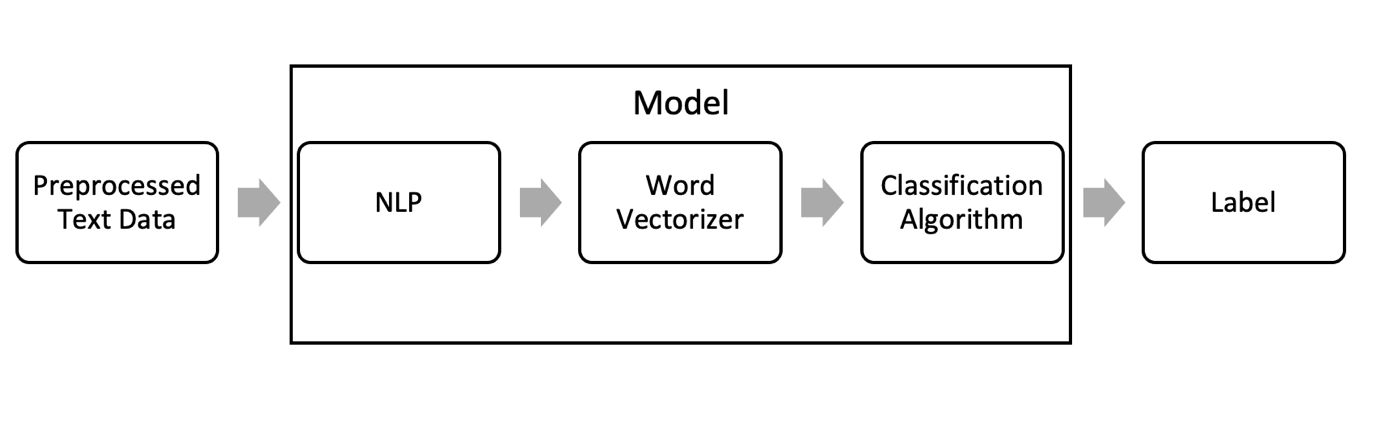 Model
Preprocessed
Text Data
NLP
Word
Vectorizer
Classification
Algorithm
Label